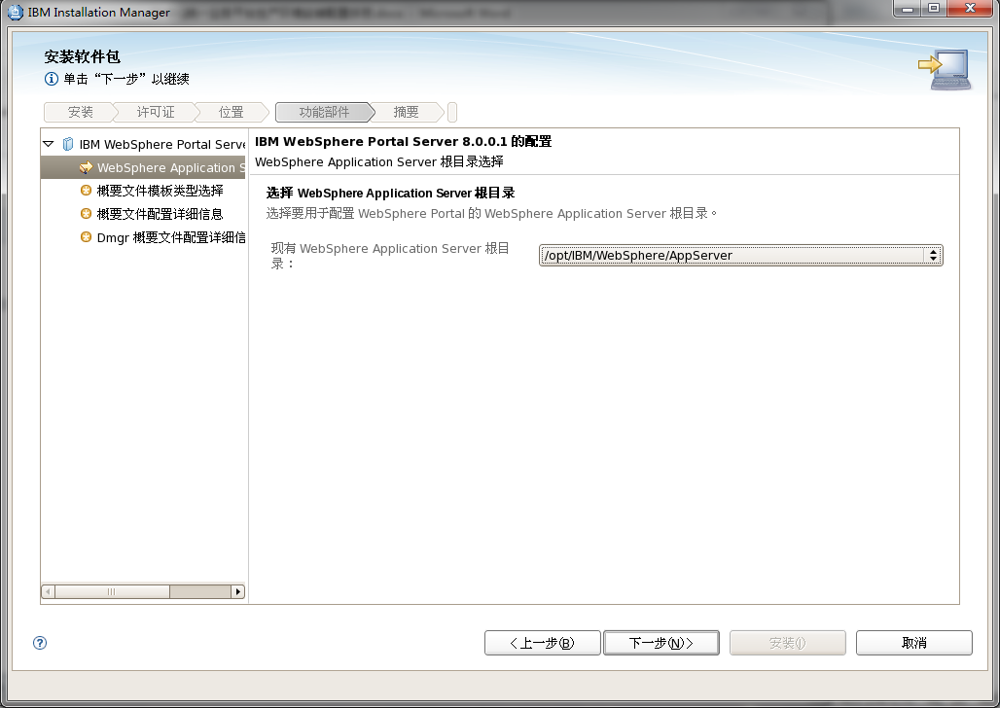 IBM Installation Manager
安装软件包
单击“下一步”以继续
安装
许可证
位置
功能部件
摘要
IBM WebSphere Portal Serve
WebSphere Application S
概要文件模板类型选择
概要文件配置详细信息
Dmgr 概要文件配置详细信
IBM WebSphere Portal Server 8.0.0.1 的配置
WebSphere Application Server 根目录选择
选择 WebSphere Application Server 根目录
选择要用于配置 WebSphere Portal 的 WebSphere Application Server 根目录。
现有 WebSphere Application Server 根目
录：
/opt/IBM/WebSphere/AppServer
?
<上一步(B)
下一步(N)>
安装(I)
取消